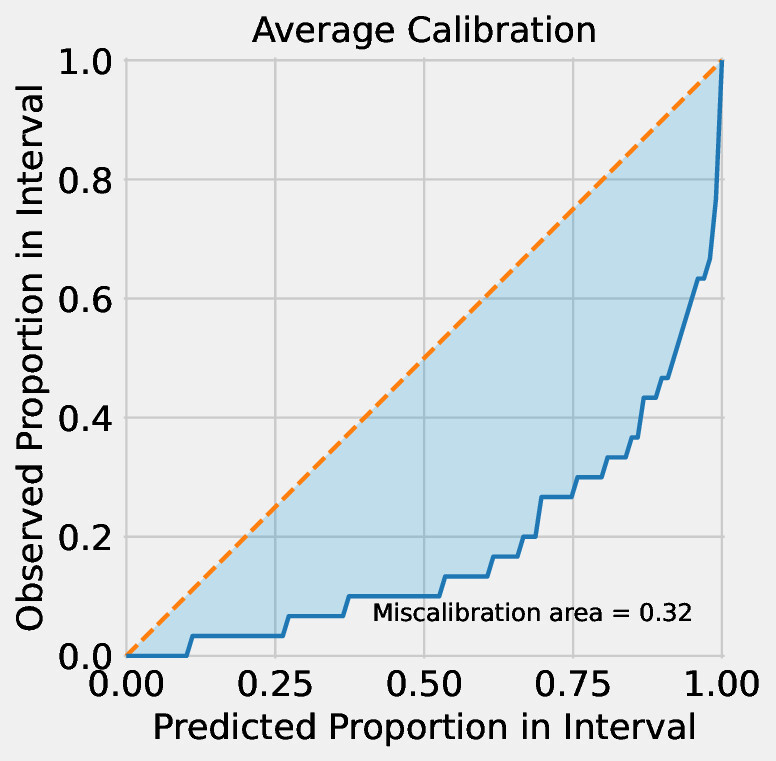 Average Calibration
1.0
0.8
0.6
0.4
0.2
0.0
Observed Proportion in Interval
Miscalibration area = 0.32
0.00 0.25 0.50 0.75 1.00
Predicted Proportion in Interval